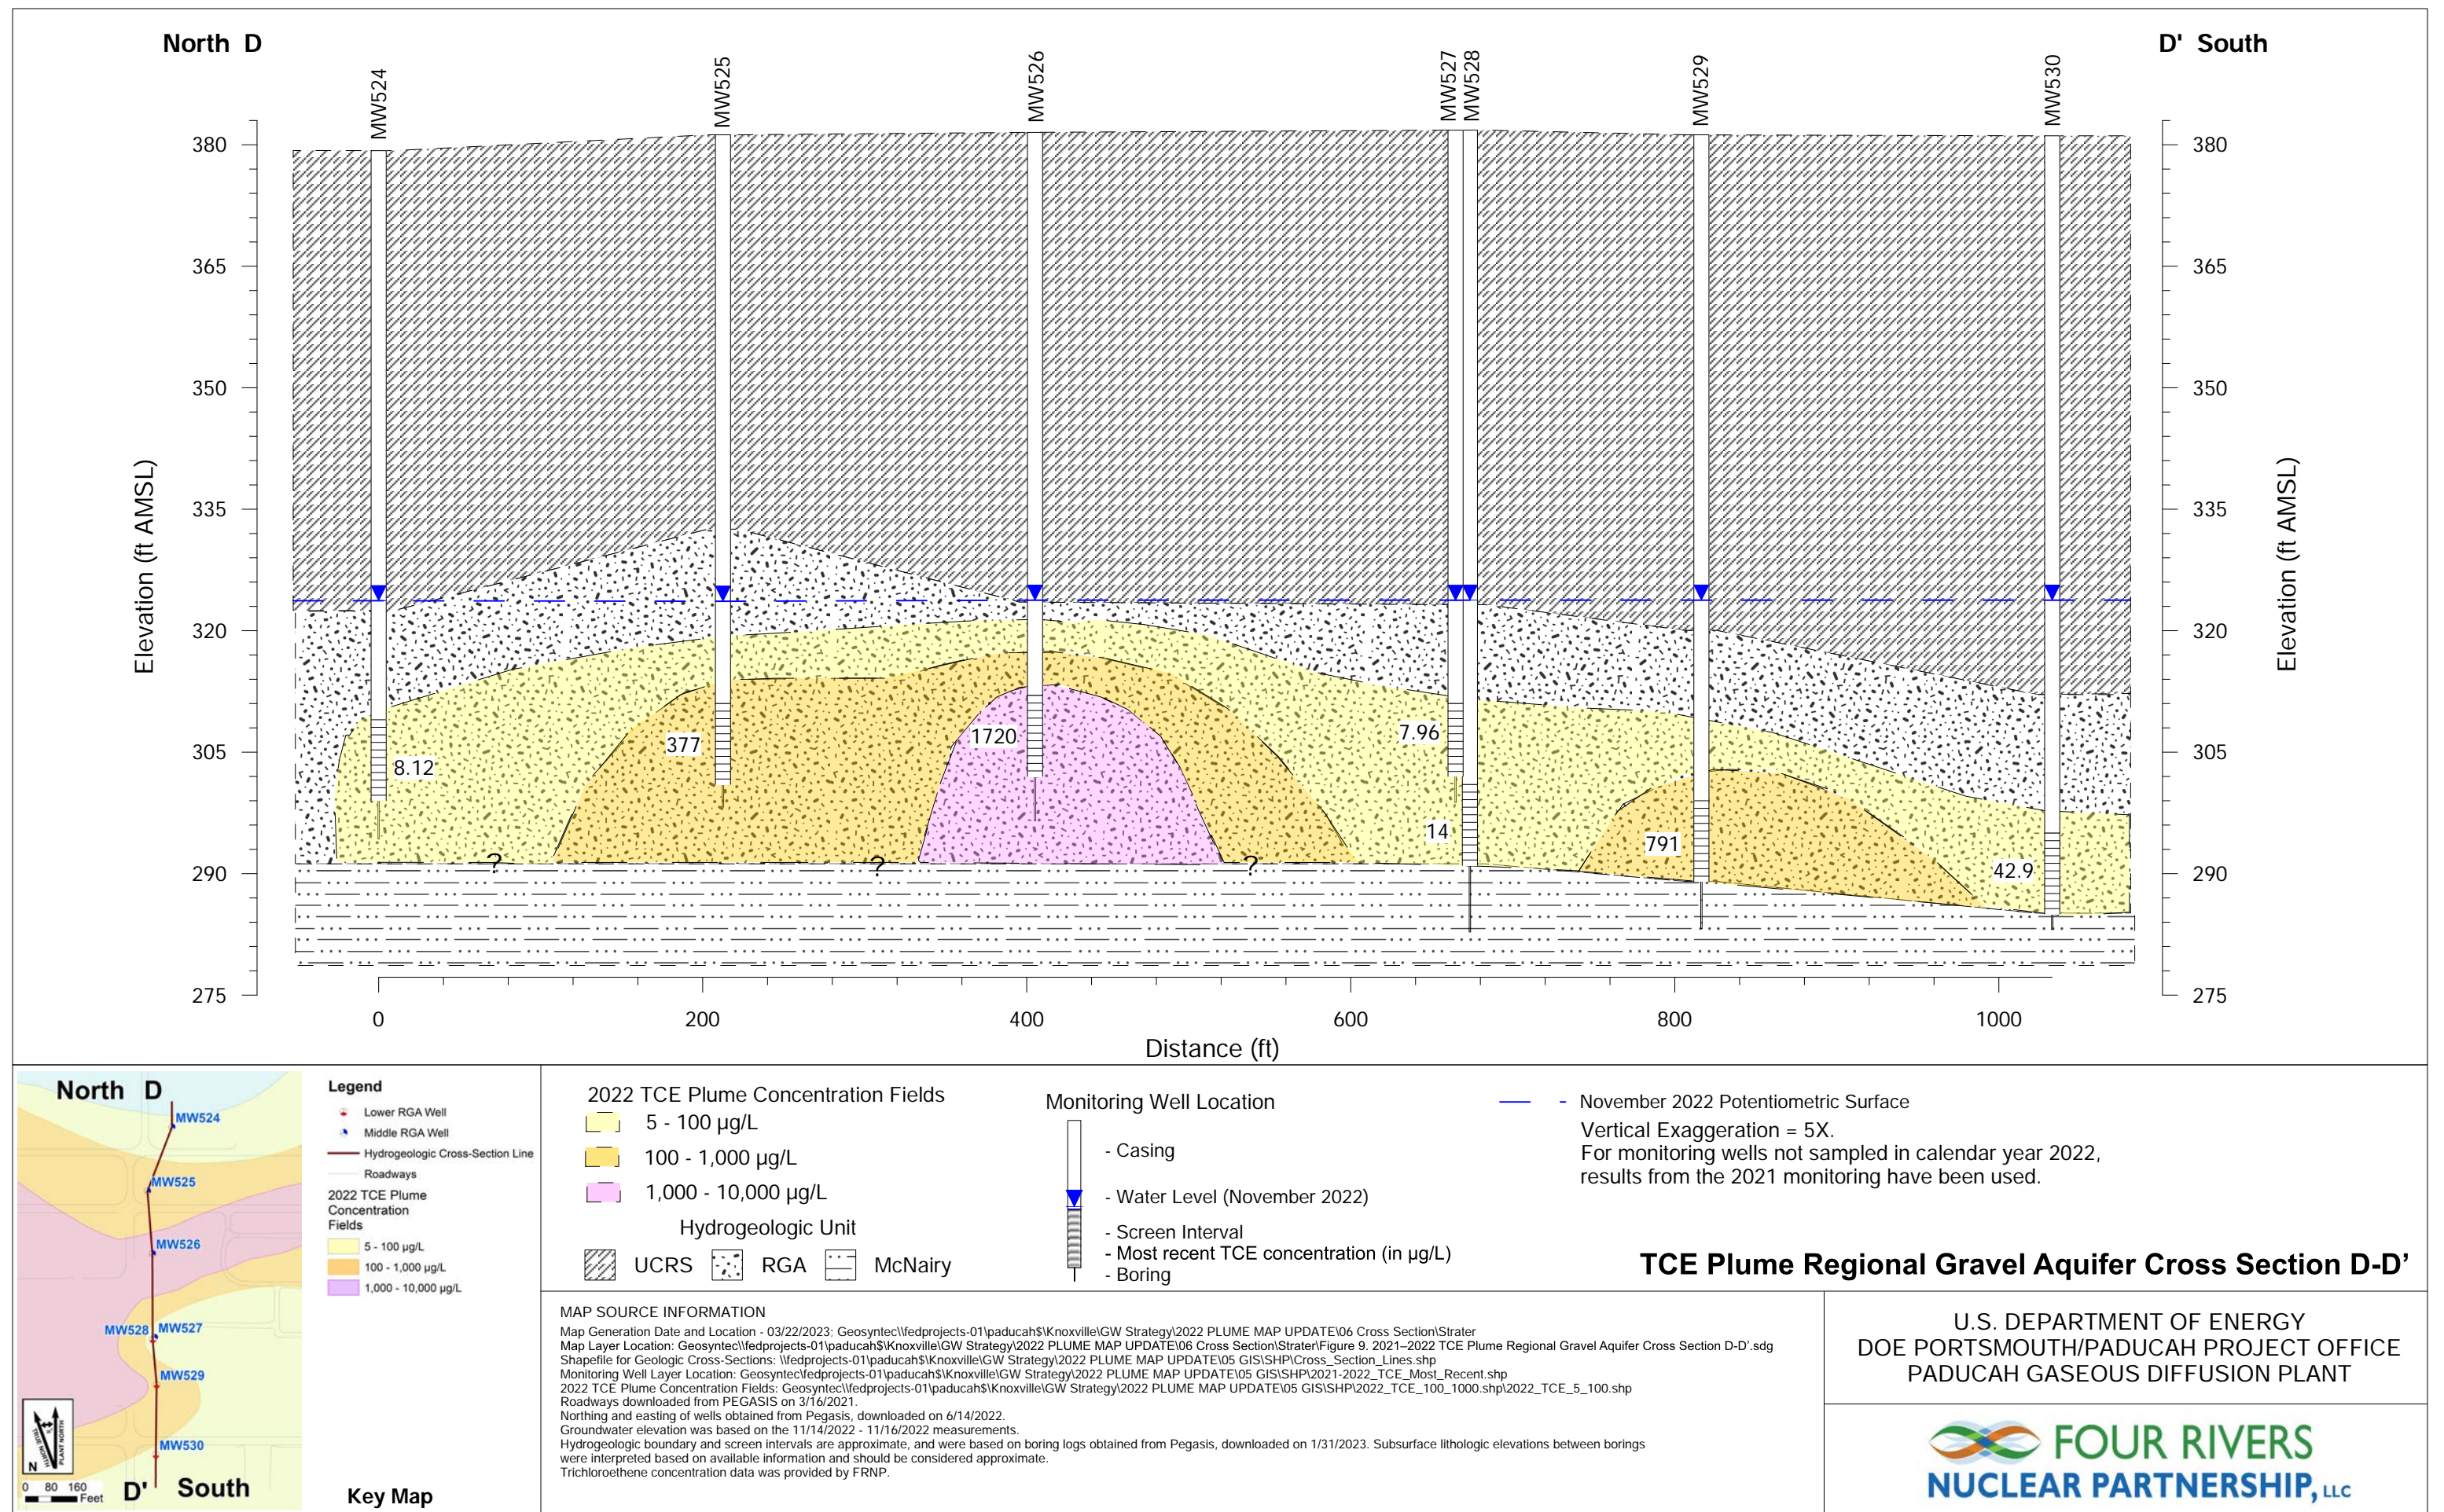 North D
D' South
MW524
MW525
MW526
MW527
MW528
MW529
MW530
380
365
350
335
320
305
290
275
Elevation (ft AMSL)
380
365
350
335
320
305
290
275
Elevation (ft AMSL)
8.12
377
1720
7.96
14
791
42.9
?
?
?
0
200
400
600
800
1000
Distance (ft)
North D
MW524
MW525
MW526
MW528
MW527
MW529
MW530
D' South
TRUE NORTH
PLANT NORTH
N
0 80 160
Feet
Legend
Lower RGA Well
Middle RGA Well
Hydrogeologic Cross-Section Line
Roadways
2022 TCE Plume
Concentration
Fields
5 - 100 µg/L
100 - 1,000 µg/L
1,000 - 10,000 µg/L
Key Map
2022 TCE Plume Concentration Fields
5 - 100 µg/L
100 - 1,000 µg/L
1,000 - 10,000 µg/L
Hydrogeologic Unit
UCRS
RGA
McNairy
Monitoring Well Location
- Casing
- Water Level (November 2022)
- Screen Interval
- Most recent TCE concentration (in µg/L)
- Boring
November 2022 Potentiometric Surface
Vertical Exaggeration = 5X.
For monitoring wells not sampled in calendar year 2022,
results from the 2021 monitoring have been used.
TCE Plume Regional Gravel Aquifer Cross Section D-D’
MAP SOURCE INFORMATION
Map Generation Date and Location - 03/22/2023; Geosyntec\\fedprojects-01\paducah$\Knoxville\GW Strategy\2022 PLUME MAP UPDATE\06 Cross Section\Strater
Map Layer Location: Geosyntec\\fedprojects-01\paducah$\Knoxville\GW Strategy\2022 PLUME MAP UPDATE\06 Cross Section\Strater\Figure 9. 2021–2022 TCE Plume Regional Gravel Aquifer Cross Section D-D’.sdg
Shapefile for Geologic Cross-Sections: \\fedprojects-01\paducah$\Knoxville\GW Strategy\2022 PLUME MAP UPDATE\05 GIS\SHP\Cross_Section_Lines.shp
Monitoring Well Layer Location: Geosyntec\fedprojects-01\paducah$\Knoxville\GW Strategy\2022 PLUME MAP UPDATE\05 GIS\SHP\2021-2022_TCE_Most_Recent.shp
2022 TCE Plume Concentration Fields: Geosyntec\\fedprojects-01\paducah$\Knoxville\GW Strategy\2022 PLUME MAP UPDATE\05 GIS\SHP\2022_TCE_100_1000.shp\2022_TCE_5_100.shp
Roadways downloaded from PEGASIS on 3/16/2021.
Northing and easting of wells obtained from Pegasis, downloaded on 6/14/2022.
Groundwater elevation was based on the 11/14/2022 - 11/16/2022 measurements.
Hydrogeologic boundary and screen intervals are approximate, and were based on boring logs obtained from Pegasis, downloaded on 1/31/2023. Subsurface lithologic elevations between borings
were interpreted based on available information and should be considered approximate.
Trichloroethene concentration data was provided by FRNP.
U.S. DEPARTMENT OF ENERGY
DOE PORTSMOUTH/PADUCAH PROJECT OFFICE
PADUCAH GASEOUS DIFFUSION PLANT
FOUR RIVERS
NUCLEAR PARTNERSHIP, LLC